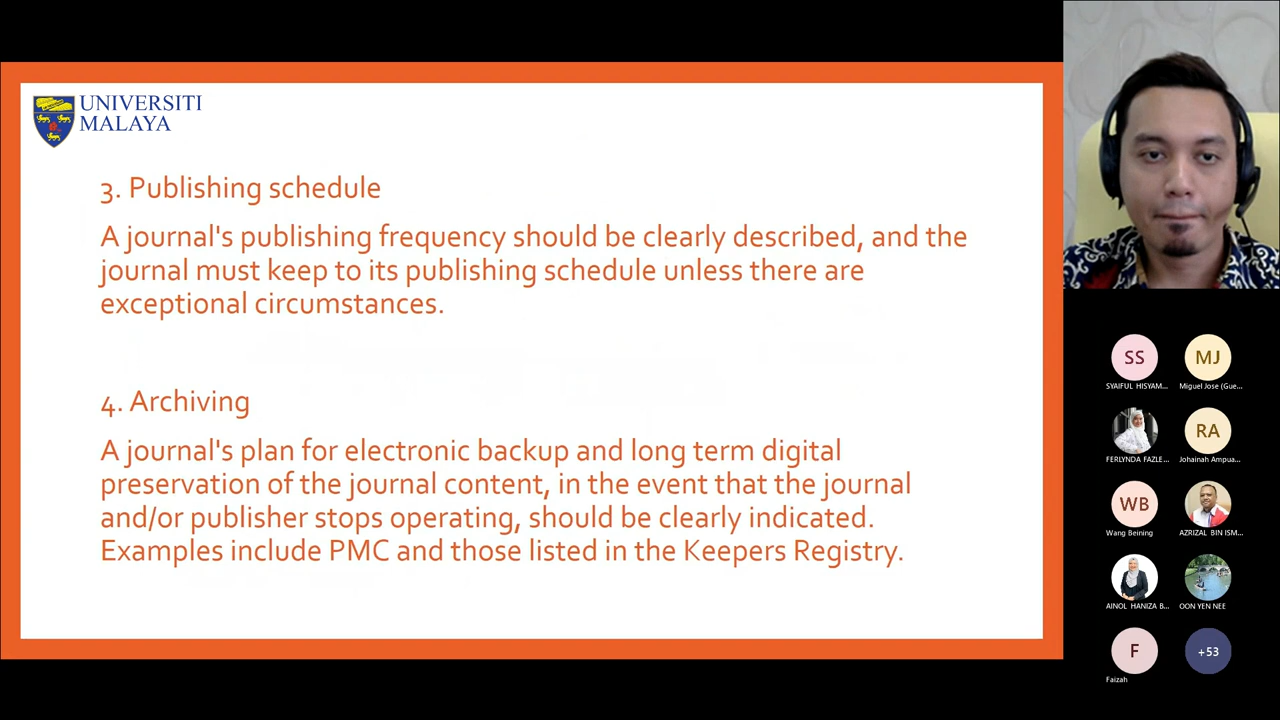 UNIVERSITI
MALAYA
3. Publishing schedule
A journal's publishing frequency should be clearly described, and the
journal must keep to its publishing schedule unless there are
exceptional circumstances.
4. Archiving
A journal's plan for electronic backup and long term digital
preservation of the journal content, in the event that the journal
and/or publisher stops operating, should be clearly indicated.
Examples include PMC and those listed in the Keepers Registry.
SS
MJ
SYAIFUL HISYAM...
Miguel Jose (Gue...
RA
FERLYNDA FAZLE...
Johainah Ampua...
WB
Wang Beining
AZRIZAL BIN ISM...
AINOL HANIZA B...
OON YEN NEE
F
+53
Faizah